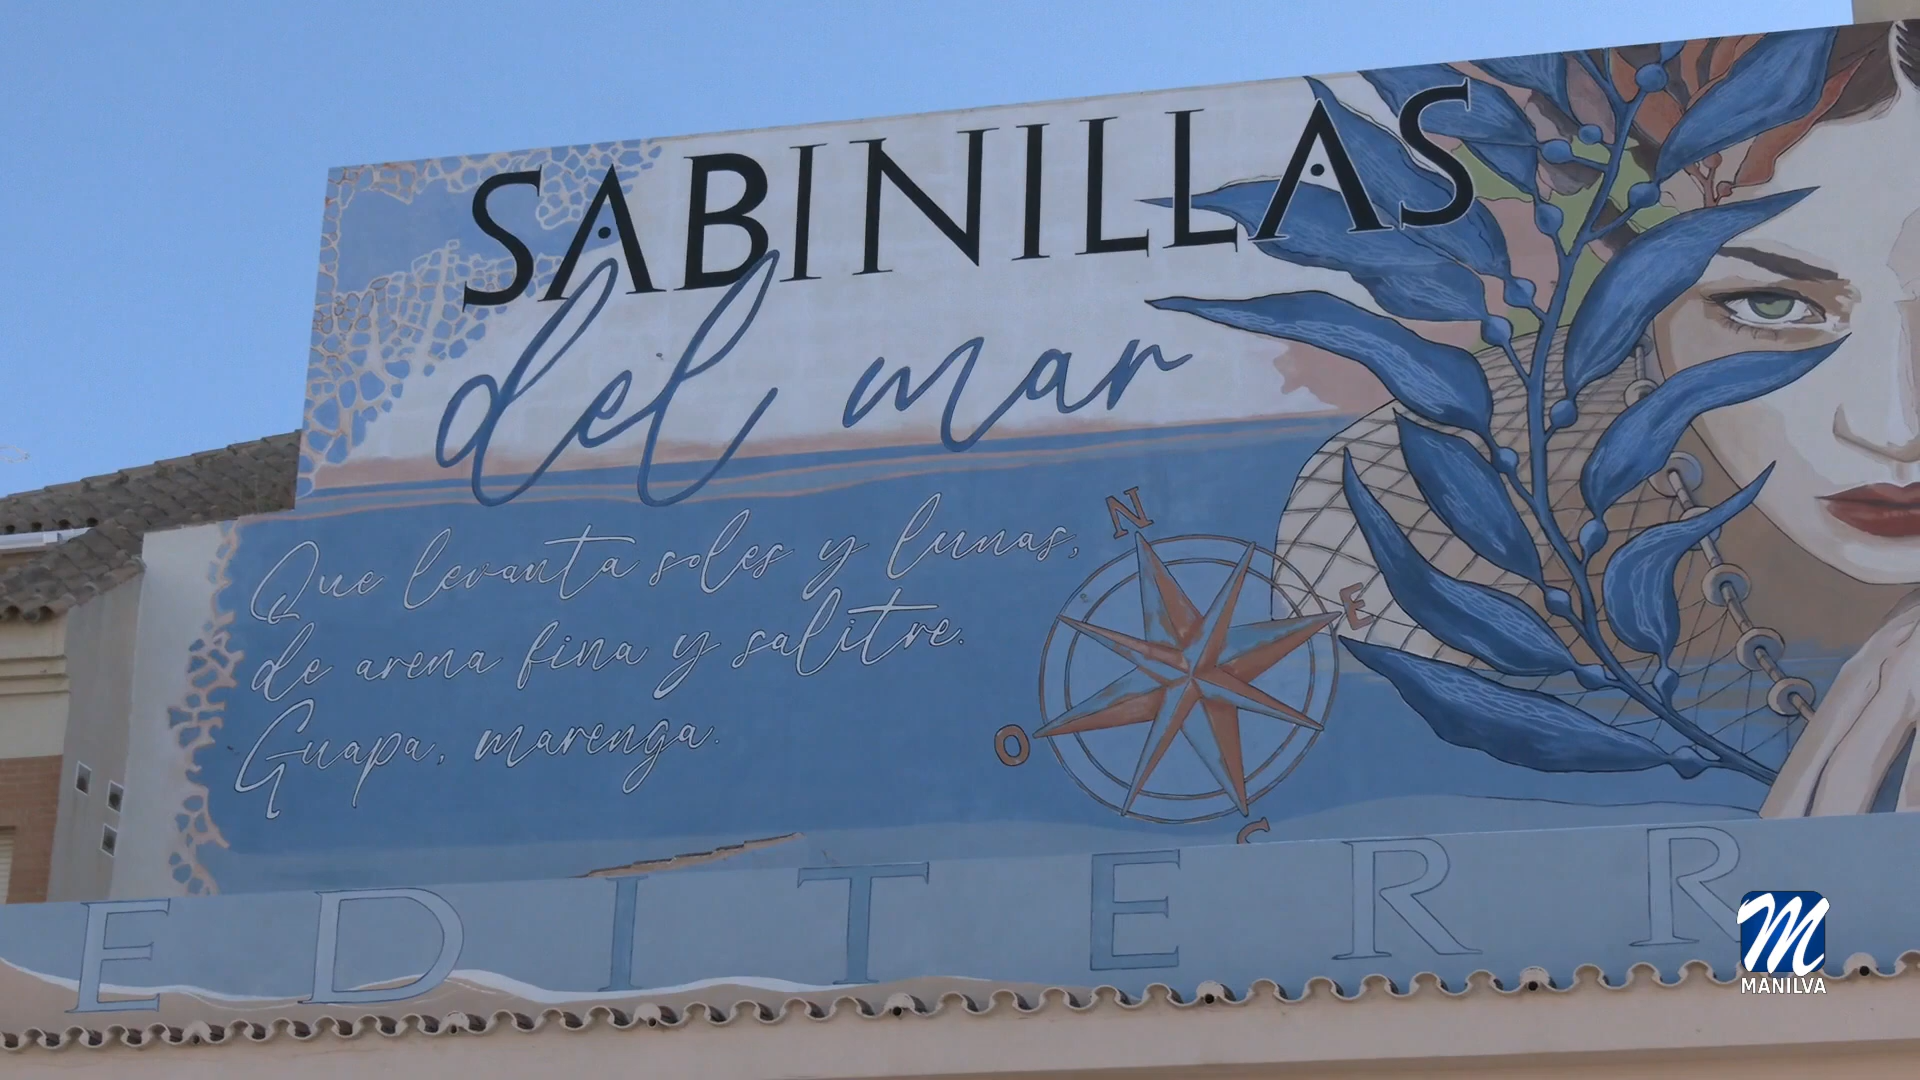 SABINILLAS
del mar
Que levanta soles y lunas,
de arena fina y salitre.
Guapa, marenga.
N
E
O
S
EDITERR
M
MANILVA